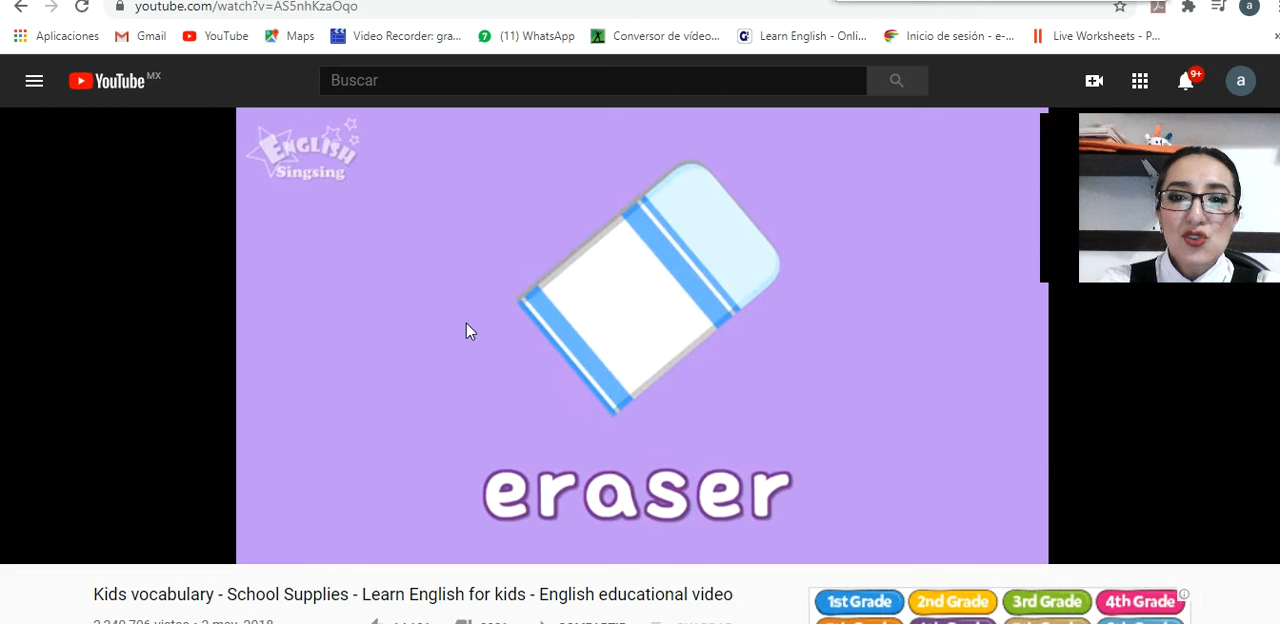 youtube.com/watch?v=AS5nhKzaOqo
a
Aplicaciones
Gmail
YouTube
Maps
Video Recorder: gra...
7
(11) WhatsApp
Conversor de vídeo...
Learn English - Onli...
Inicio de sesión - e-...
Live Worksheets - P...
»
YouTube MX
Buscar
9+
a
ENGLISH
Singsing
eraser
Kids vocabulary - School Supplies - Learn English for kids - English educational video
1st Grade
2nd Grade
3rd Grade
4th Grade